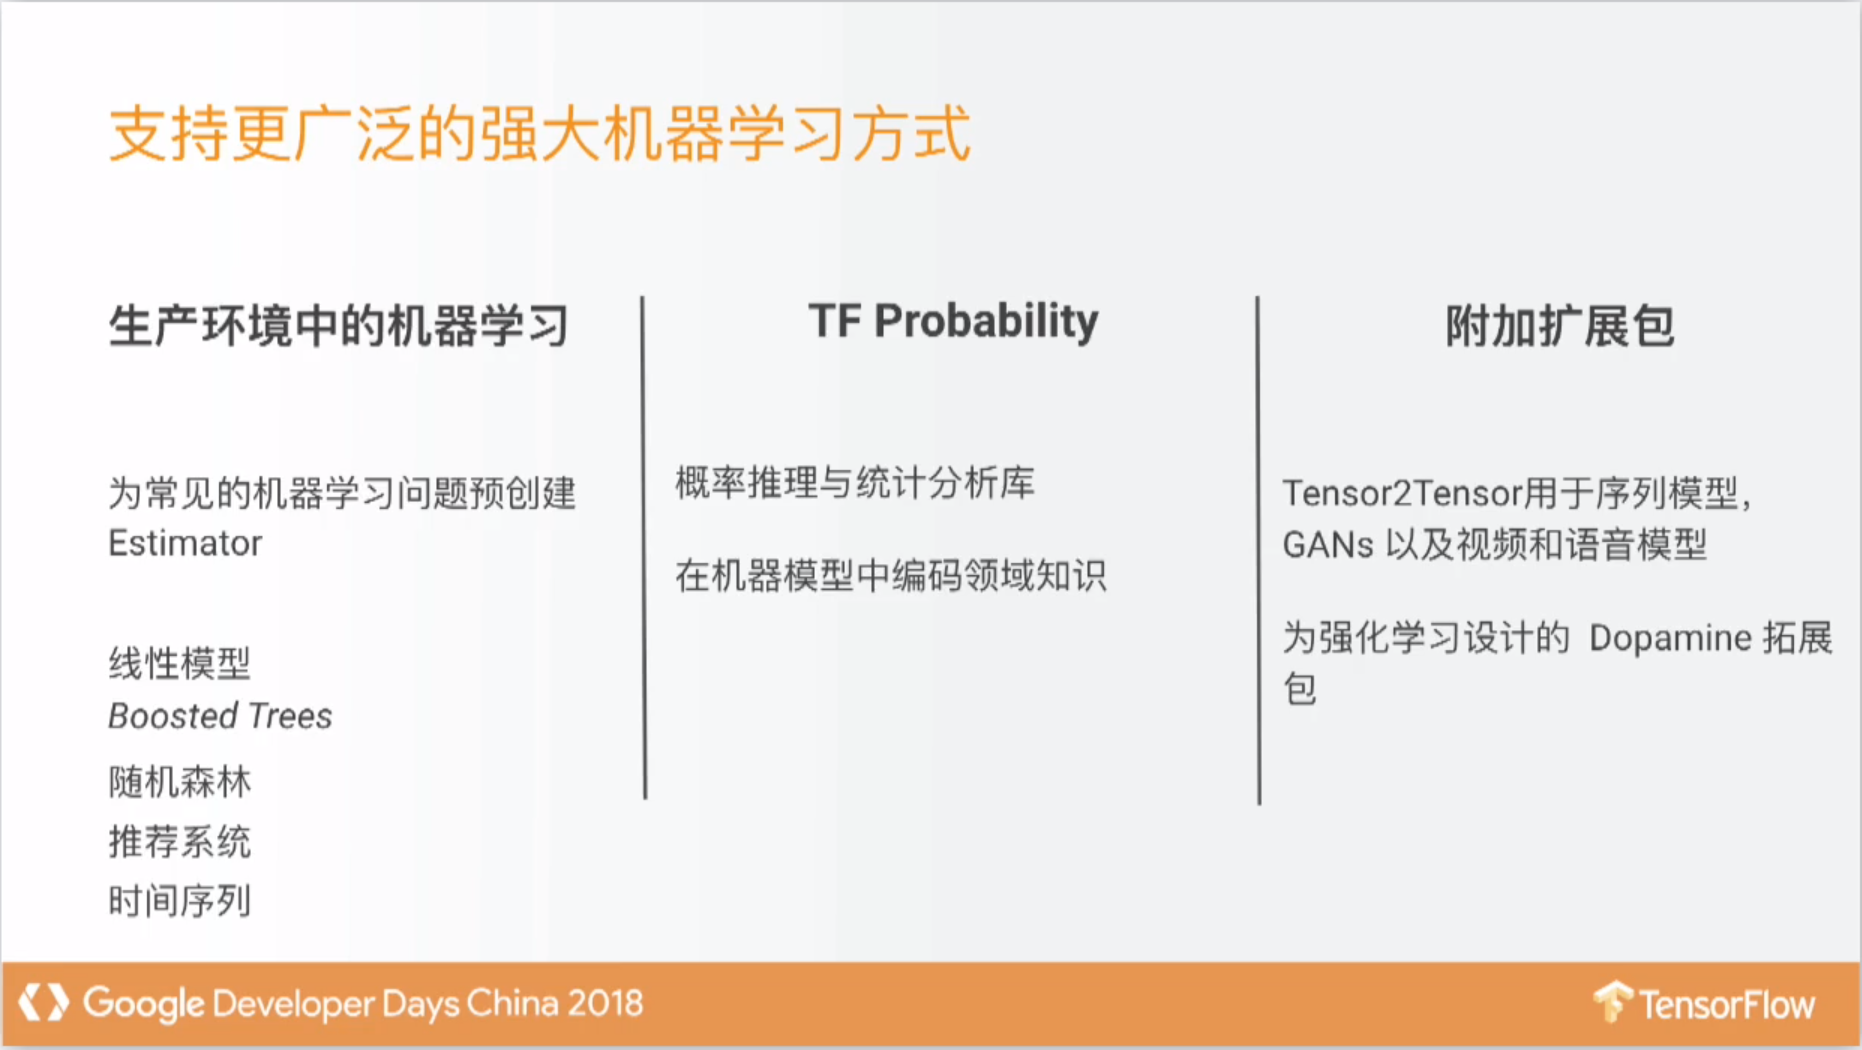 支持更广泛的强大机器学习方式
生产环境中的机器学习
为常见的机器学习问题预创建
Estimator
线性模型
Boosted Trees
随机森林
推荐系统
时间序列
TF Probability
概率推理与统计分析库
在机器模型中编码领域知识
附加扩展包
Tensor2Tensor用于序列模型，
GANs 以及视频和语音模型
为强化学习设计的 Dopamine 拓展
包
Google Developer Days China 2018
TensorFlow